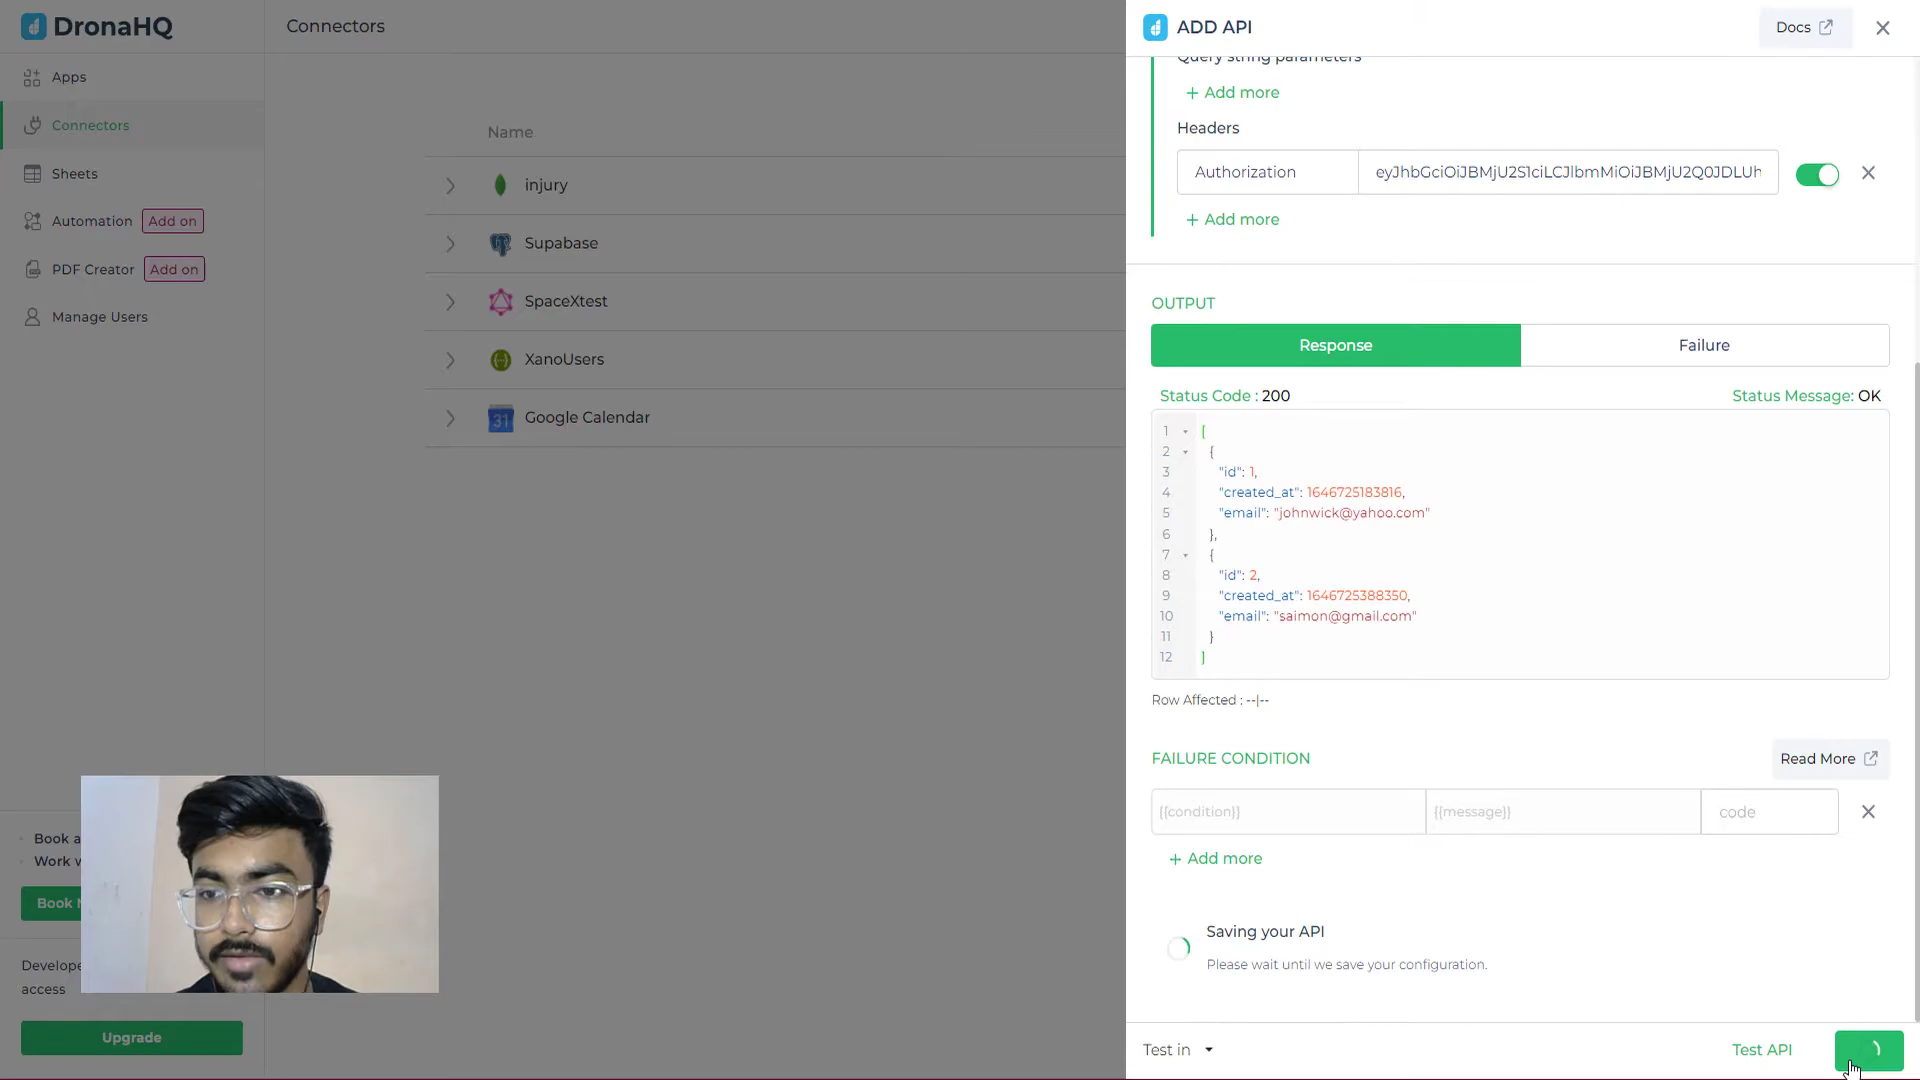 DronaHQ
Connectors
ADD API
Docs
Apps
Connectors
Sheets
Automation Add on
PDF Creator Add on
Manage Users
Name
injury
Supabase
SpaceXtest
XanoUsers
Google Calendar
31
Book a
Work
Book
Develope
access
Upgrade
Query string parameters
+ Add more
Headers
Authorization eyJhbGciOiJBMjU2S1ciLCJlbmMiOiJBMjU2Q0JDLUh
+ Add more
OUTPUT
Response Failure
Status Code : 200 Status Message: OK
1 [
2 {
3 "id": 1,
4 "created_at": 1646725183816,
5 "email": "johnwick@yahoo.com"
6 },
7 {
8 "id": 2,
9 "created_at": 1646725388350,
10 "email": "saimon@gmail.com"
11 }
12 ]
Row Affected : --|--
FAILURE CONDITION Read More
{{condition}} {{message}} code
+ Add more
Saving your API
Please wait until we save your configuration.
Test in Test API